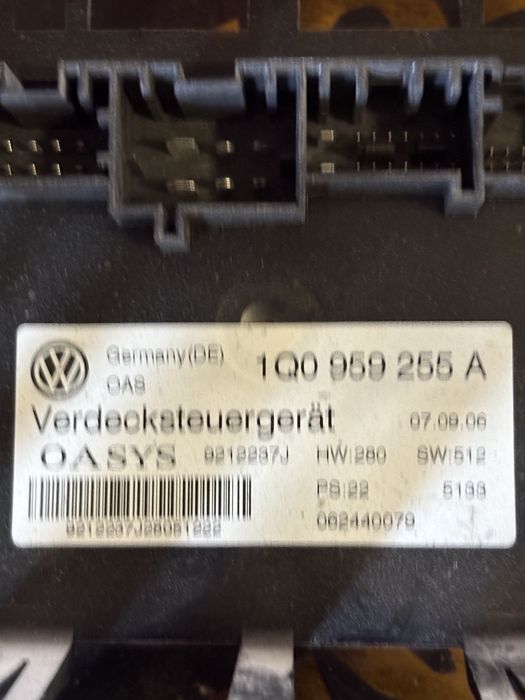 Germany(DE) 1Q0 959 255 A
OAS
Verdecksteuergerät 07.09.06
OASYS 9212237J HW:280 SW:512
PS:22 5133
9212237J28051222 062440079